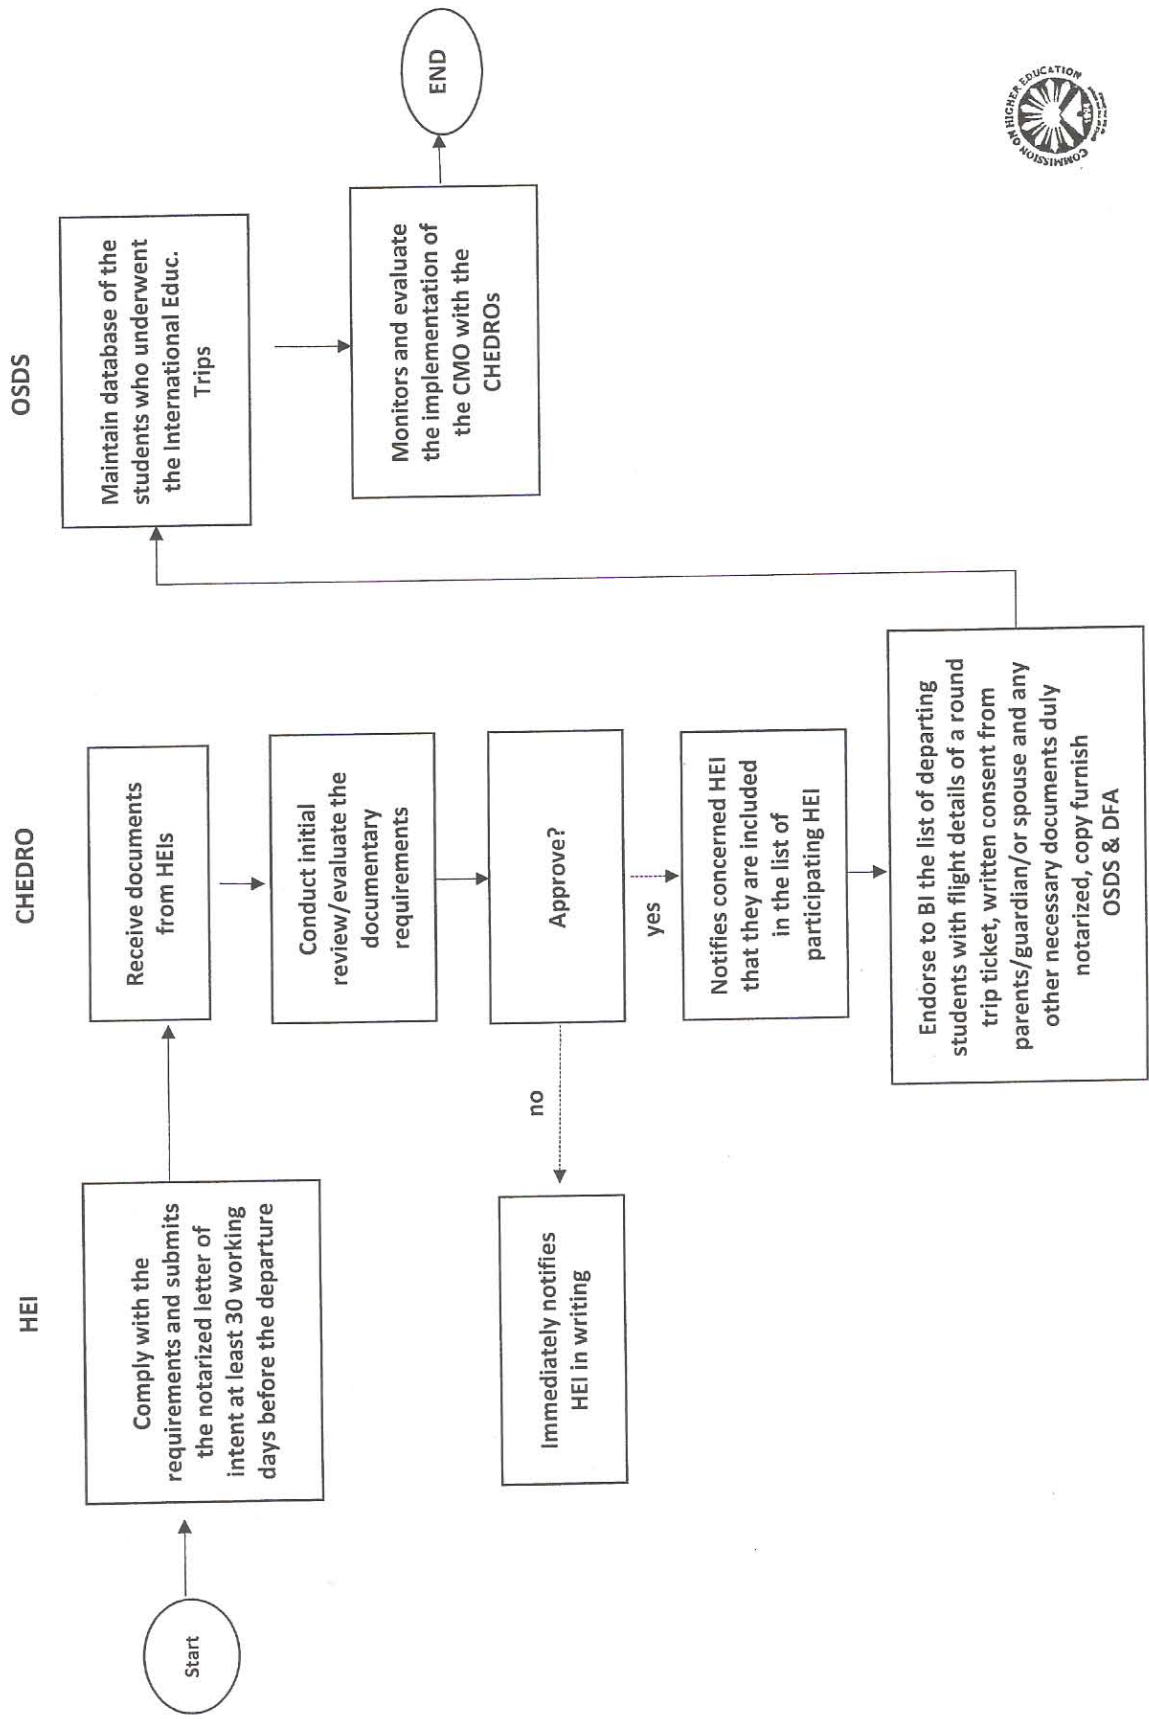 HEI
CHEDRO
OSDS
Start
Comply with the
requirements and submits
the notarized letter of
intent at least 30 working
days before the departure
Receive documents
from HEIs
Conduct initial
review/evaluate the
documentary
requirements
Approve?
no
Immediately notifies
HEI in writing
yes
Notifies concerned HEI
that they are included
in the list of
participating HEI
Endorse to BI the list of departing
students with flight details of a round
trip ticket, written consent from
parents/guardian/or spouse and any
other necessary documents duly
notarized, copy furnish
OSDS & DFA
Maintain database of the
students who underwent
the International Educ.
Trips
Monitors and evaluate
the implementation of
the CMO with the
CHEDROs
END
COMMISSION ON HIGHER EDUCATION